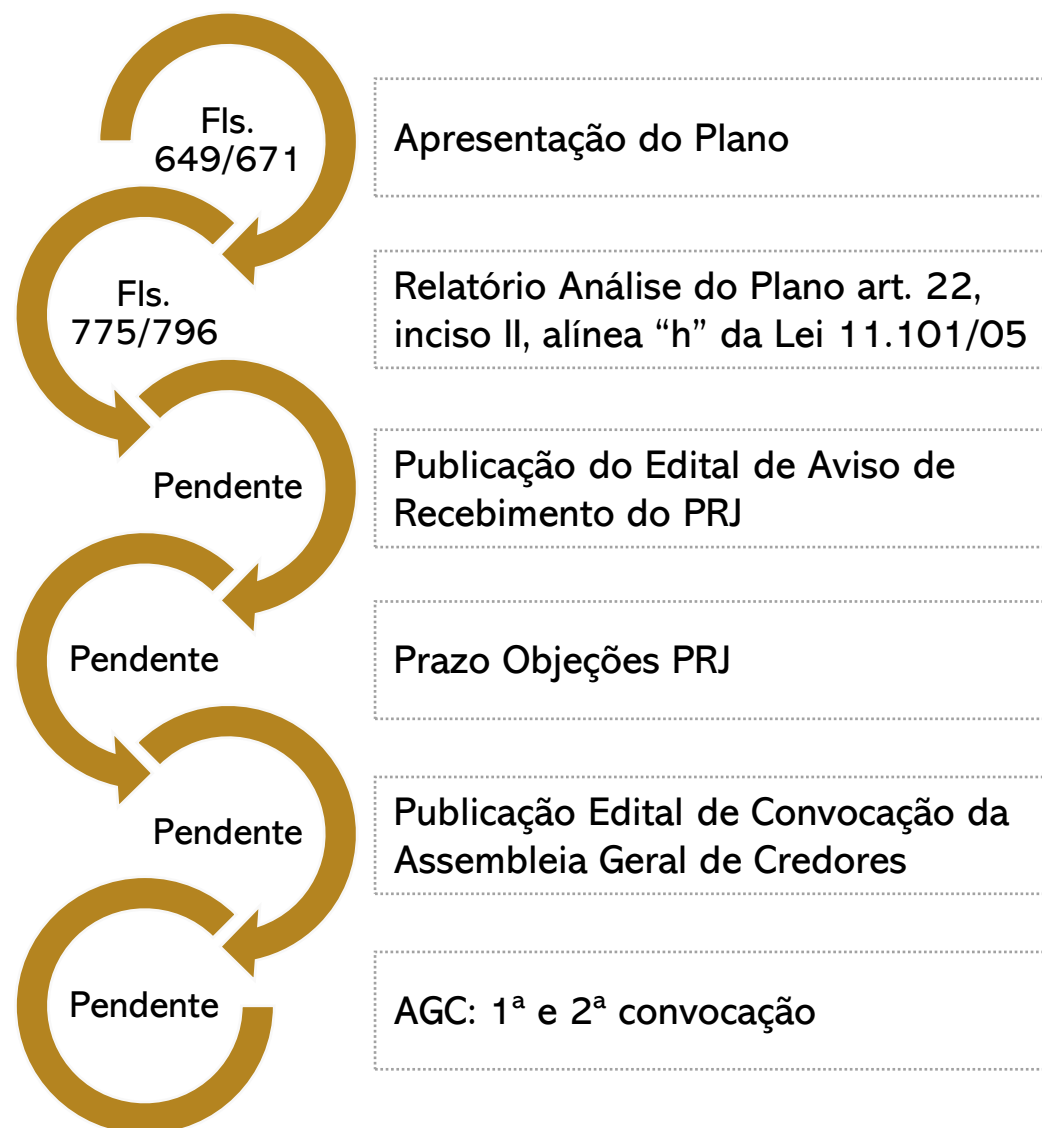 Fls.
649/671
Apresentação do Plano
Fls.
775/796
Relatório Análise do Plano art. 22,
inciso II, alínea “h” da Lei 11.101/05
Pendente
Publicação do Edital de Aviso de
Recebimento do PRJ
Pendente
Prazo Objeções PRJ
Pendente
Publicação Edital de Convocação da
Assembleia Geral de Credores
Pendente
AGC: 1ª e 2ª convocação